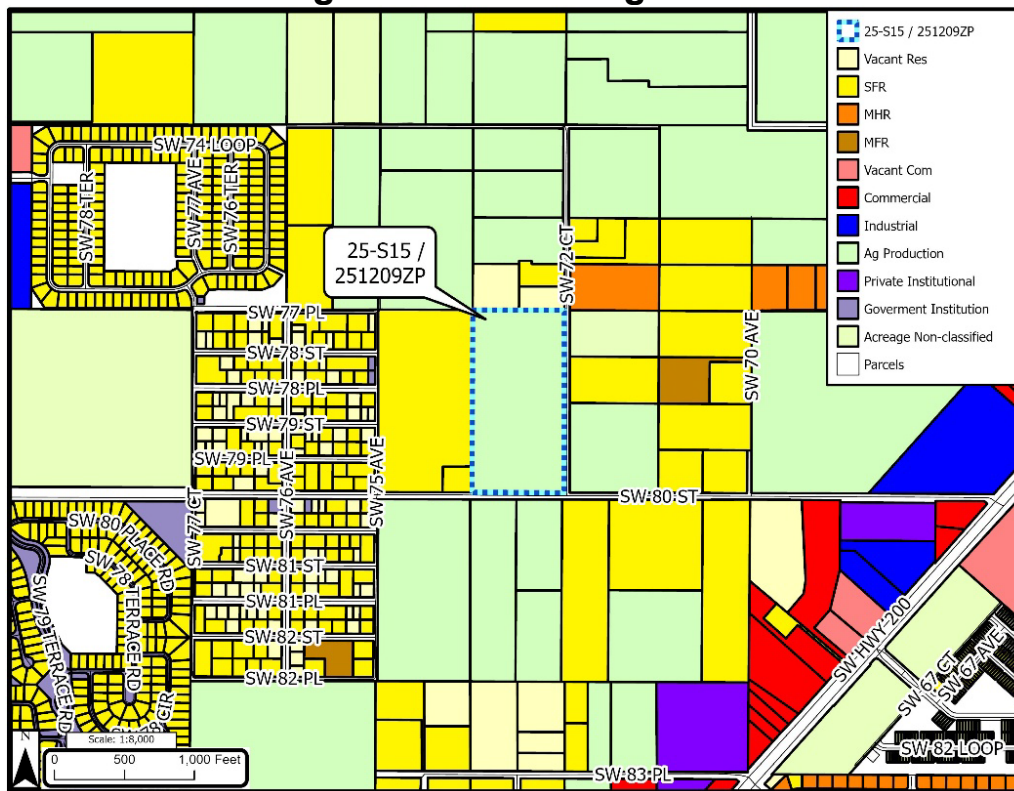 25-S15 / 251209ZP
Vacant Res
SFR
MHR
MFR
Vacant Com
Commercial
Industrial
Ag Production
Private Institutional
Goverment Institution
Acreage Non-classified
Parcels
SW 74 LOOP
SW 78 TER
SW 77 AVE
SW 76 TER
25-S15 /
251209ZP
SW 72 CT
SW 77 PL
SW 78 ST
SW 78 PL
SW 79 ST
SW 79 PL
SW 76 AVE
SW 75 AVE
SW 70 AVE
SW 80 ST
SW 77 CT
SW 80 PLACE RD
SW 78 TERRACE RD
SW 79 TERRACE RD
SW 81 ST
SW 81 PL
SW 82 ST
SW 82 PL
SW HWY 200
SW 67 CT
SW 67 AVE
SW 82 LOOP
SW 83 PL
CIR
N
Scale: 1:8,000
0 500 1,000 Feet